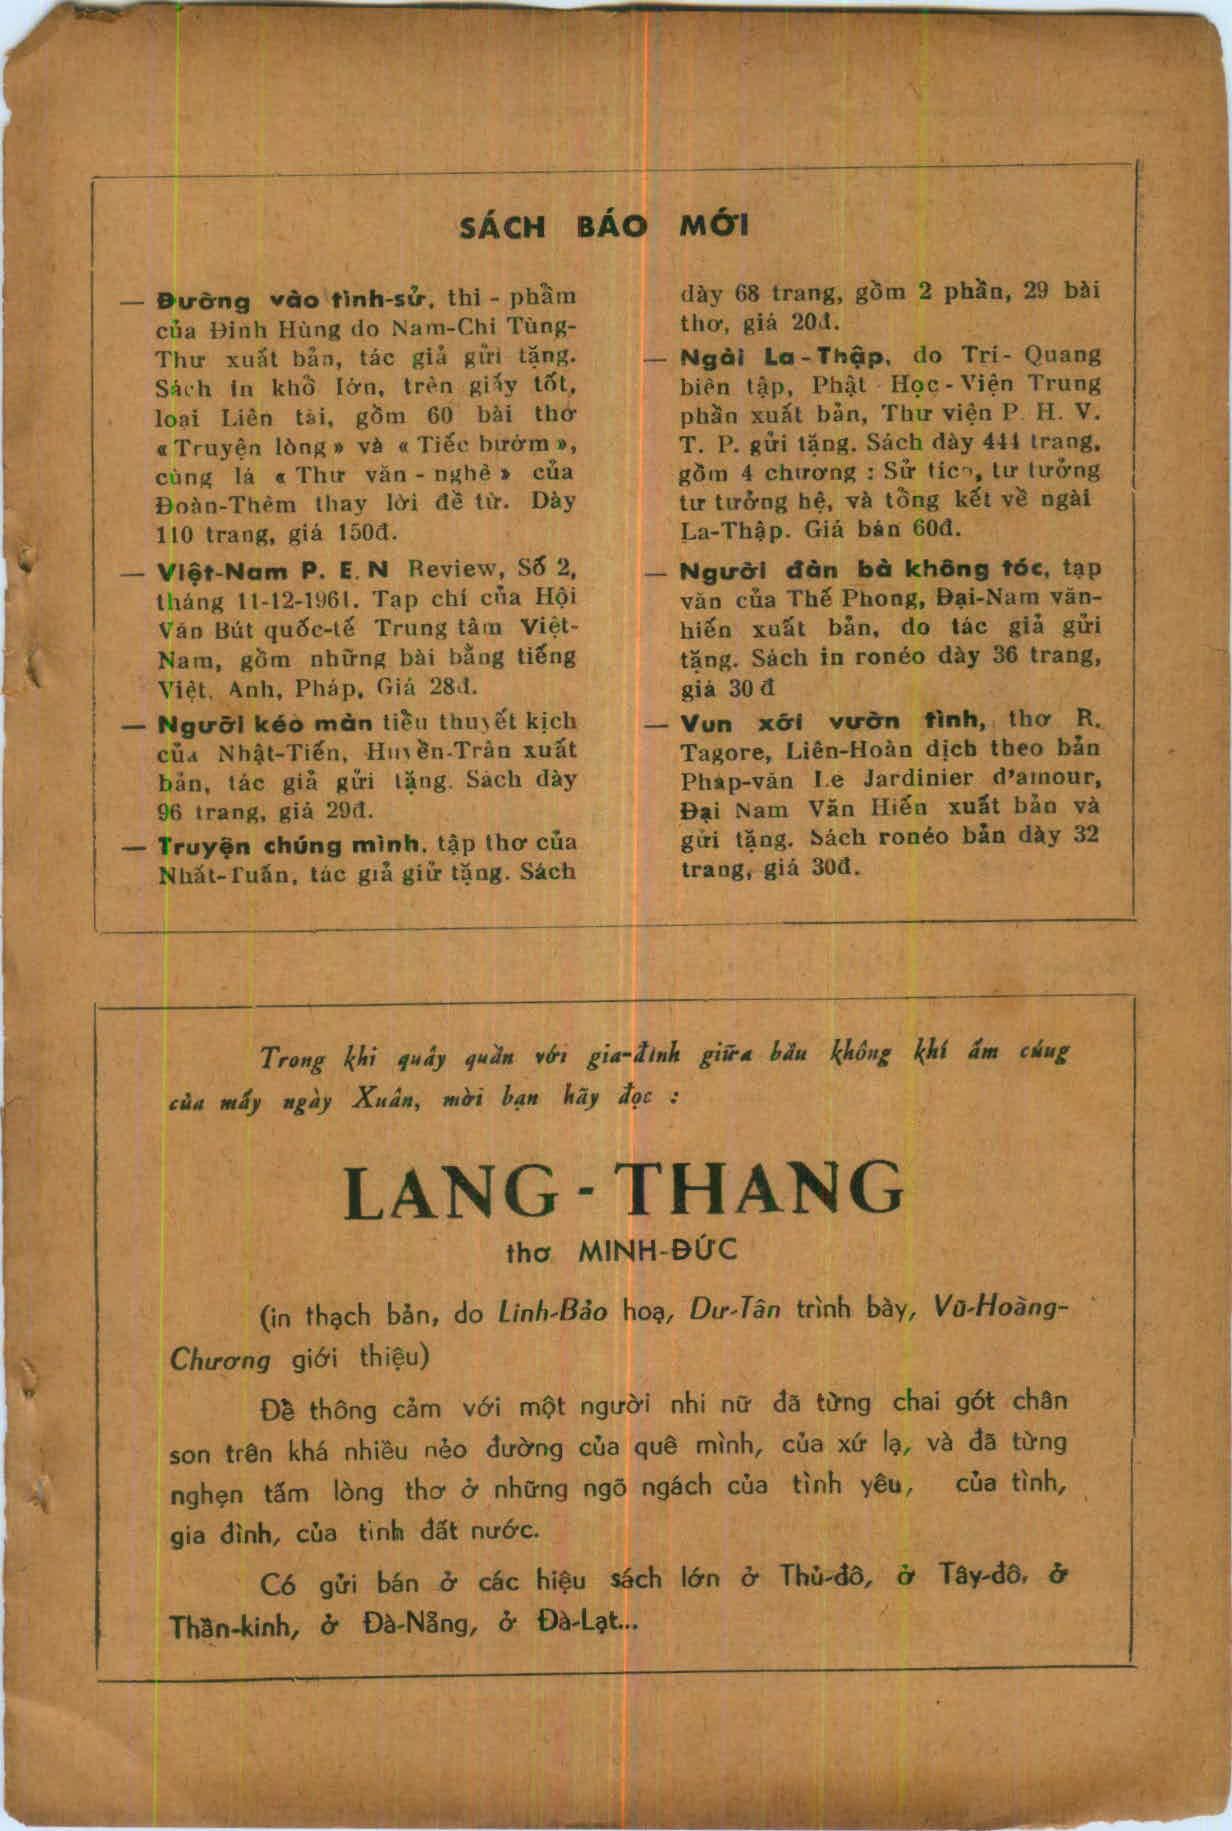 SÁCH BÁO MỚI
— Đường vào tình-sử, thi - phẩm
của Đinh Hùng do Nam-Chi Tùng-
Thư xuất bản, tác giả gửi tặng.
Sách in khổ lớn, trên giấy tốt,
loại Liên tài, gồm 60 bài thơ
«Truyện lòng» và « Tiếc bướm »,
cùng lá « Thư văn - nghệ » của
Đoàn-Thêm thay lời đề từ. Dày
110 trang, giá 150đ.
— Việt-Nam P. E. N Review, Số 2,
tháng 11-12-1961. Tạp chí của Hội
Văn Bút quốc-tế Trung tâm Việt-
Nam, gồm những bài bằng tiếng
Việt, Anh, Pháp, Giá 28đ.
— Người kéo màn tiểu thuyết kịch
của Nhật-Tiến, Huyền-Trân xuất
bản, tác giả gửi tặng. Sách dày
96 trang, giá 29đ.
— Truyện chúng mình, tập thơ của
Nhất-Tuấn, tác giả giử tặng. Sách
dày 68 trang, gồm 2 phần, 29 bài
thơ, giá 20đ.
— Ngài La - Thập, do Trí - Quang
biên tập, Phật Học - Viện Trung
phần xuất bản, Thư viện P. H. V.
T. P. gửi tặng. Sách dày 444 trang,
gồm 4 chương : Sử tích, tư tưởng
tư tưởng hệ, và tổng kết về ngài
La-Thập. Giá bán 60đ.
— Người đàn bà không tóc, tạp
văn của Thế Phong, Đại-Nam văn-
hiến xuất bản, do tác giả gửi
tặng. Sách in ronéo dày 36 trang,
giá 30 đ
— Vun xới vườn tình, thơ R.
Tagore, Liên-Hoàn dịch theo bản
Pháp-văn Le Jardinier d'amour,
Đại Nam Văn Hiến xuất bản và
gửi tặng. Sách ronéo bản dày 32
trang, giá 30đ.
Trong khi quây quần với gia-đình giữa bầu không khí ấm cúng
của mấy ngày Xuân, mời bạn hãy đọc :
LANG - THANG
thơ MINH-ĐỨC
(in thạch bản, do Linh-Bảo hoạ, Dư-Tân trình bày, Vũ-Hoàng-
Chương giới thiệu)
Để thông cảm với một người nhi nữ đã từng chai gót chân
son trên khá nhiều nẻo đường của quê mình, của xứ lạ, và đã từng
nghẹn tấm lòng thơ ở những ngõ ngách của tình yêu, của tình,
gia đình, của tình đất nước.
Có gửi bán ở các hiệu sách lớn ở Thủ-đô, ở Tây-đô, ở
Thần-kinh, ở Đà-Nẵng, ở Đà-Lạt...